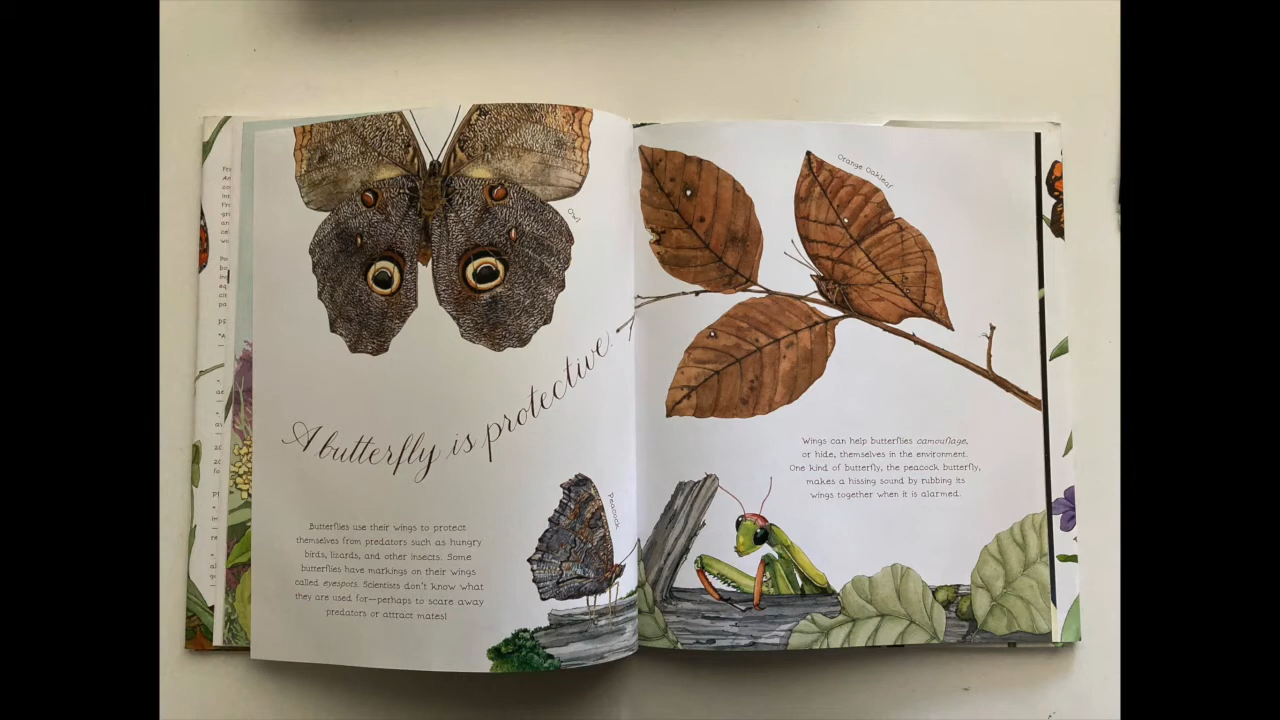 Owl
A butterfly is protective.
Butterflies use their wings to protect
themselves from predators such as hungry
birds, lizards, and other insects. Some
butterflies have markings on their wings
called eyespots. Scientists don't know what
they are used for—perhaps to scare away
predators or attract mates!
Peacock
Orange Oakleaf
Wings can help butterflies camouflage,
or hide, themselves in the environment.
One kind of butterfly, the peacock butterfly,
makes a hissing sound by rubbing its
wings together when it is alarmed.